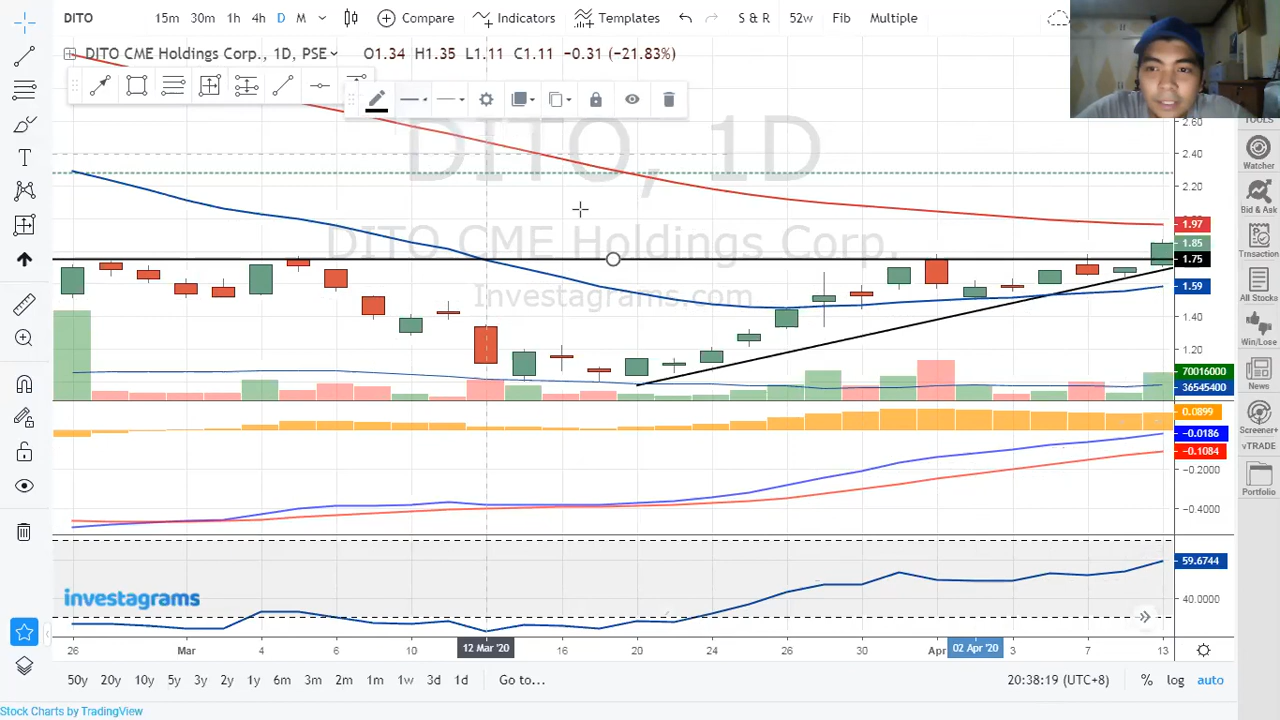 DITO 15m 30m 1h 4h D M Compare Indicators Templates S & R 52w Fib Multiple
DITO CME Holdings Corp., 1D, PSE O1.34 H1.35 L1.11 C1.11 −0.31 (−21.83%)
DITO, 1D
DITO CME Holdings Corp.
Investagrams.com
2.60
2.40
2.20
1.97
1.85
1.75
1.59
1.40
1.20
70016000
36545400
0.0899
−0.0186
−0.1084
−0.2000
−0.4000
59.6744
40.0000
investagrams
26 Mar 4 6 10 12 Mar '20 16 18 20 24 26 30 Apr 02 Apr '20 3 7 13
50y 20y 10y 5y 3y 2y 1y 6m 3m 2m 1m 1w 3d 1d Go to... 20:38:19 (UTC+8) % log auto
Stock Charts by TradingView
TOOLS
Watcher
Bid & Ask
Trnsaction
All Stocks
Win/Lose
News
Screener+
vTRADE
Portfolio